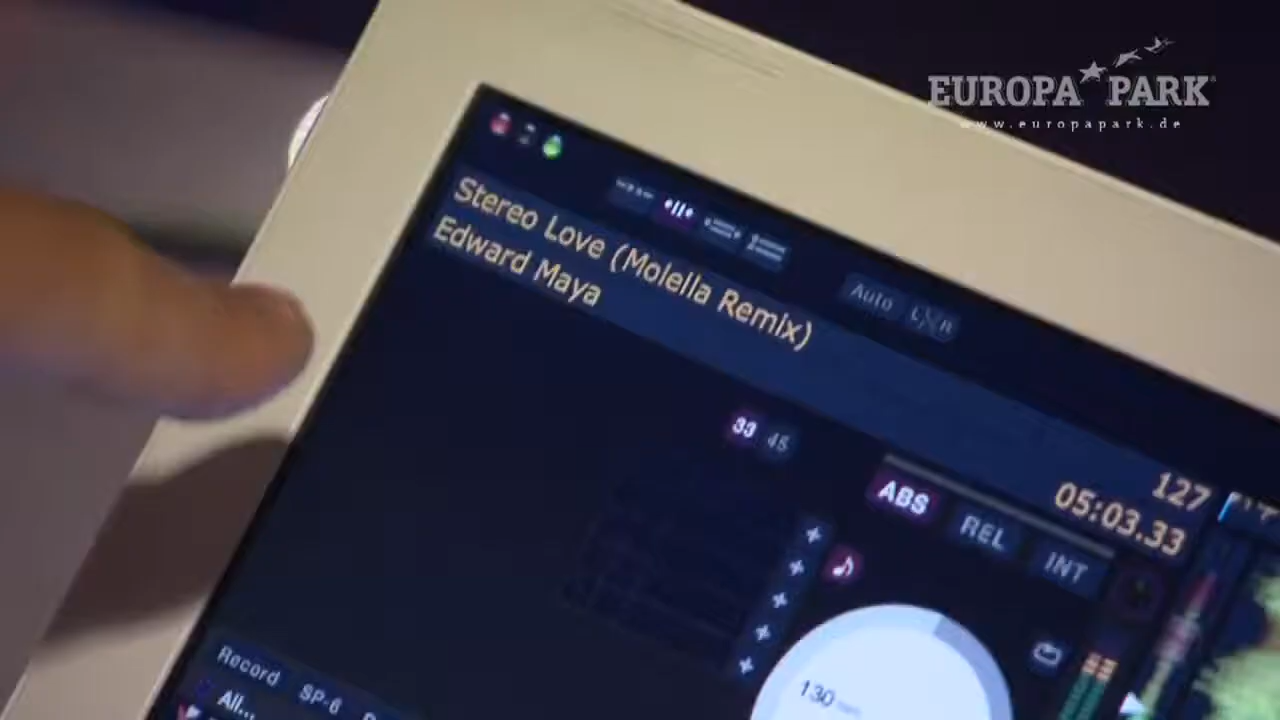 EUROPA PARK
www.europapark.de
Stereo Love (Molella Remix)
Edward Maya
Auto
33 45
127
05:03.33
ABS REL INT
130
Record SP-6
All...